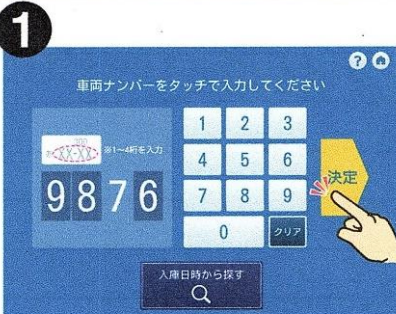 1
?
車両ナンバーをタッチで入力してください
XX-XX
※1~4桁を入力
9876
1 2 3
4 5 6
7 8 9
0 クリア
決定
入庫日時から探す